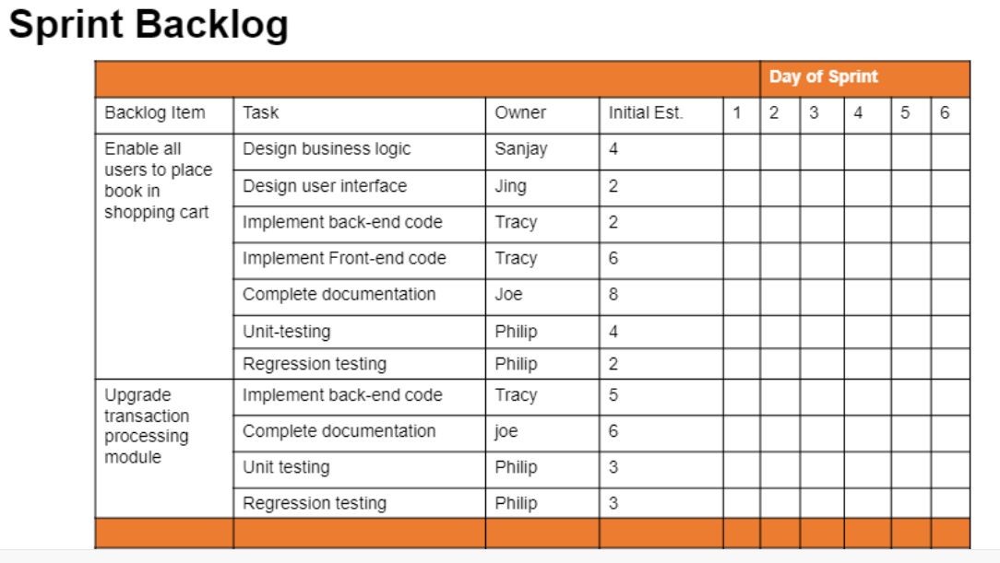 Sprint Backlog
Day of Sprint
Backlog Item Task Owner Initial Est. 1 2 3 4 5 6
Enable all users to place book in shopping cart Design business logic Sanjay 4
Design user interface Jing 2
Implement back-end code Tracy 2
Implement Front-end code Tracy 6
Complete documentation Joe 8
Unit-testing Philip 4
Regression testing Philip 2
Upgrade transaction processing module Implement back-end code Tracy 5
Complete documentation joe 6
Unit testing Philip 3
Regression testing Philip 3